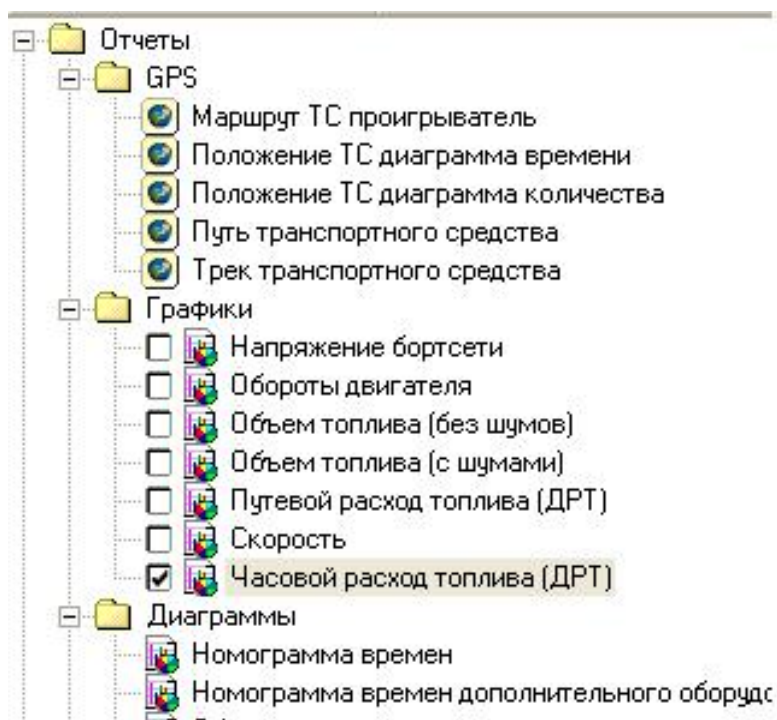 Отчеты
GPS
Маршрут ТС проигрыватель
Положение ТС диаграмма времени
Положение ТС диаграмма количества
Путь транспортного средства
Трек транспортного средства
Графики
Напряжение бортсети
Обороты двигателя
Объем топлива (без шумов)
Объем топлива (с шумами)
Путевой расход топлива (ДРТ)
Скорость
Часовой расход топлива (ДРТ)
Диаграммы
Номограмма времен
Номограмма времен дополнительного